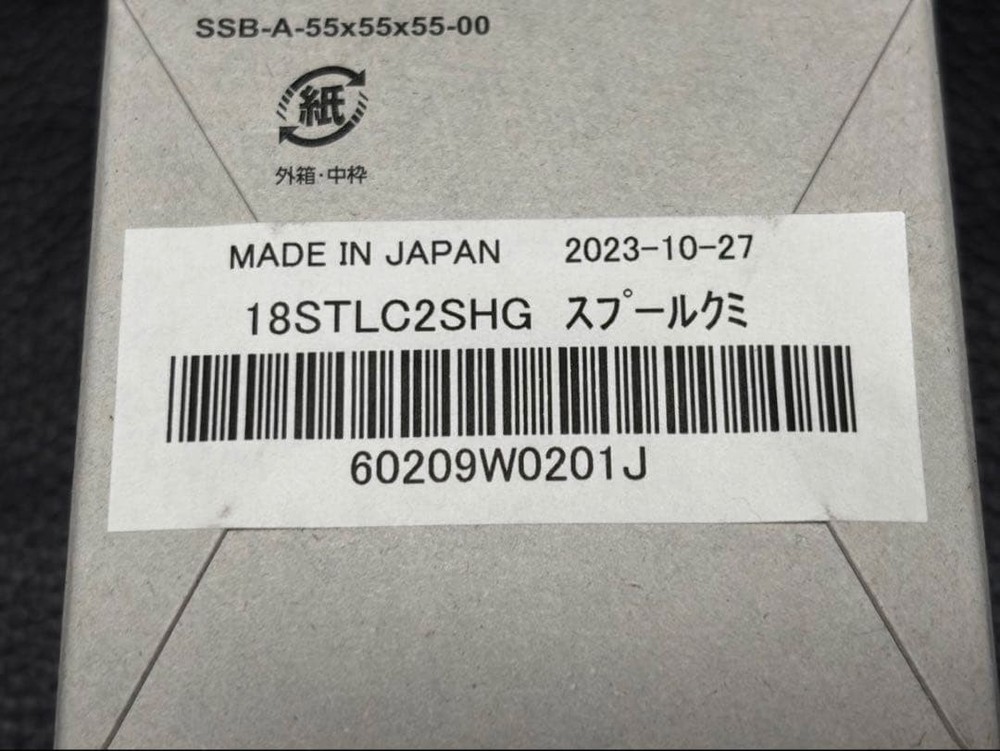 SSB-A-55x55x55-00
紙
外箱・中枠
MADE IN JAPAN 2023-10-27
18STLC2SHG スプールクミ
60209W0201J